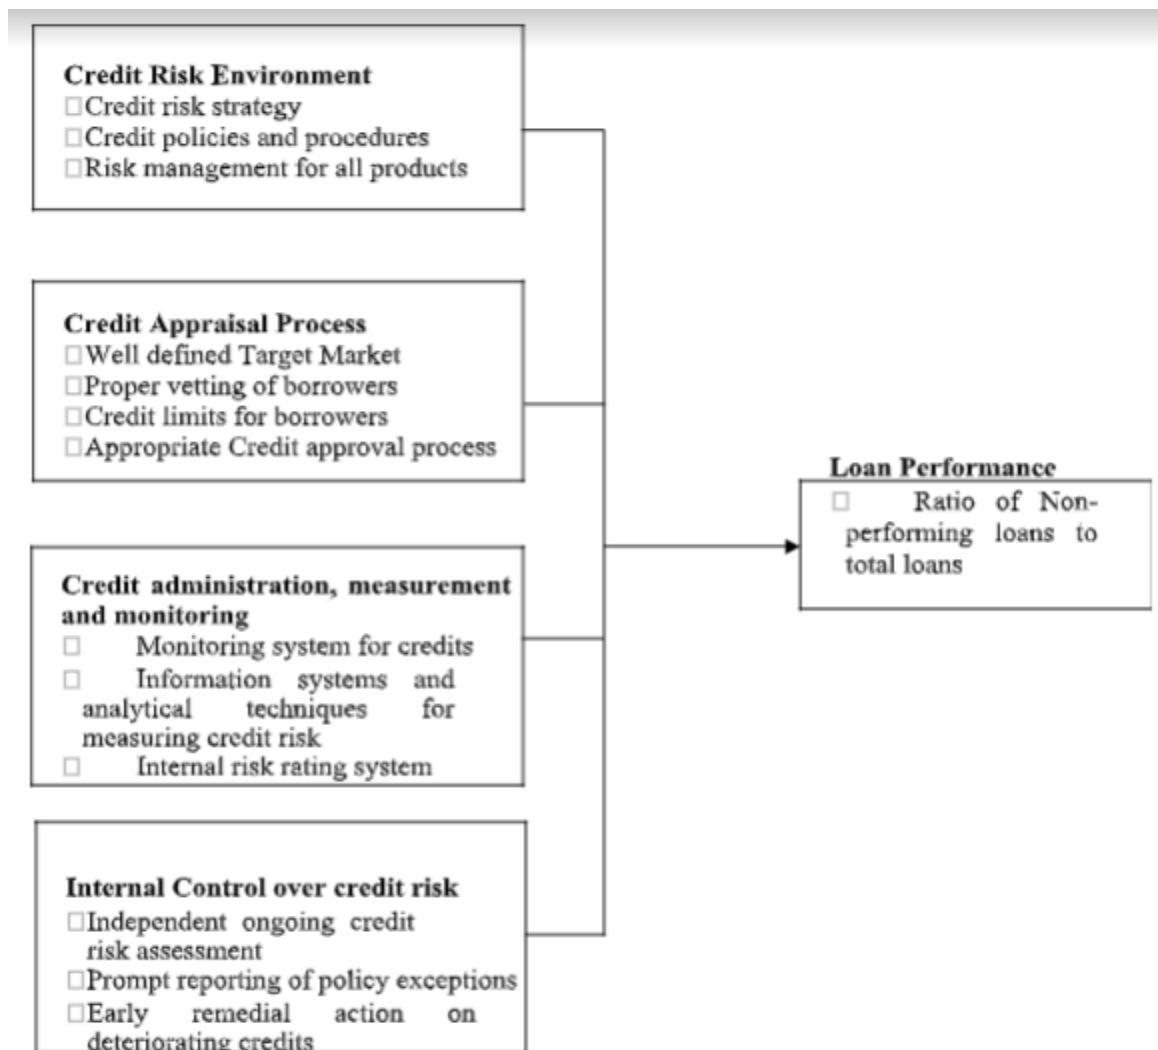 Credit Risk Environment
□Credit risk strategy
□Credit policies and procedures
□Risk management for all products
Credit Appraisal Process
□Well defined Target Market
□Proper vetting of borrowers
□Credit limits for borrowers
□Appropriate Credit approval process
Credit administration, measurement
and monitoring
□ Monitoring system for credits
□ Information systems and
analytical techniques for
measuring credit risk
□ Internal risk rating system
Internal Control over credit risk
□Independent ongoing credit
risk assessment
□Prompt reporting of policy exceptions
□Early remedial action on
deteriorating credits
Loan Performance
□ Ratio of Non-
performing loans to
total loans